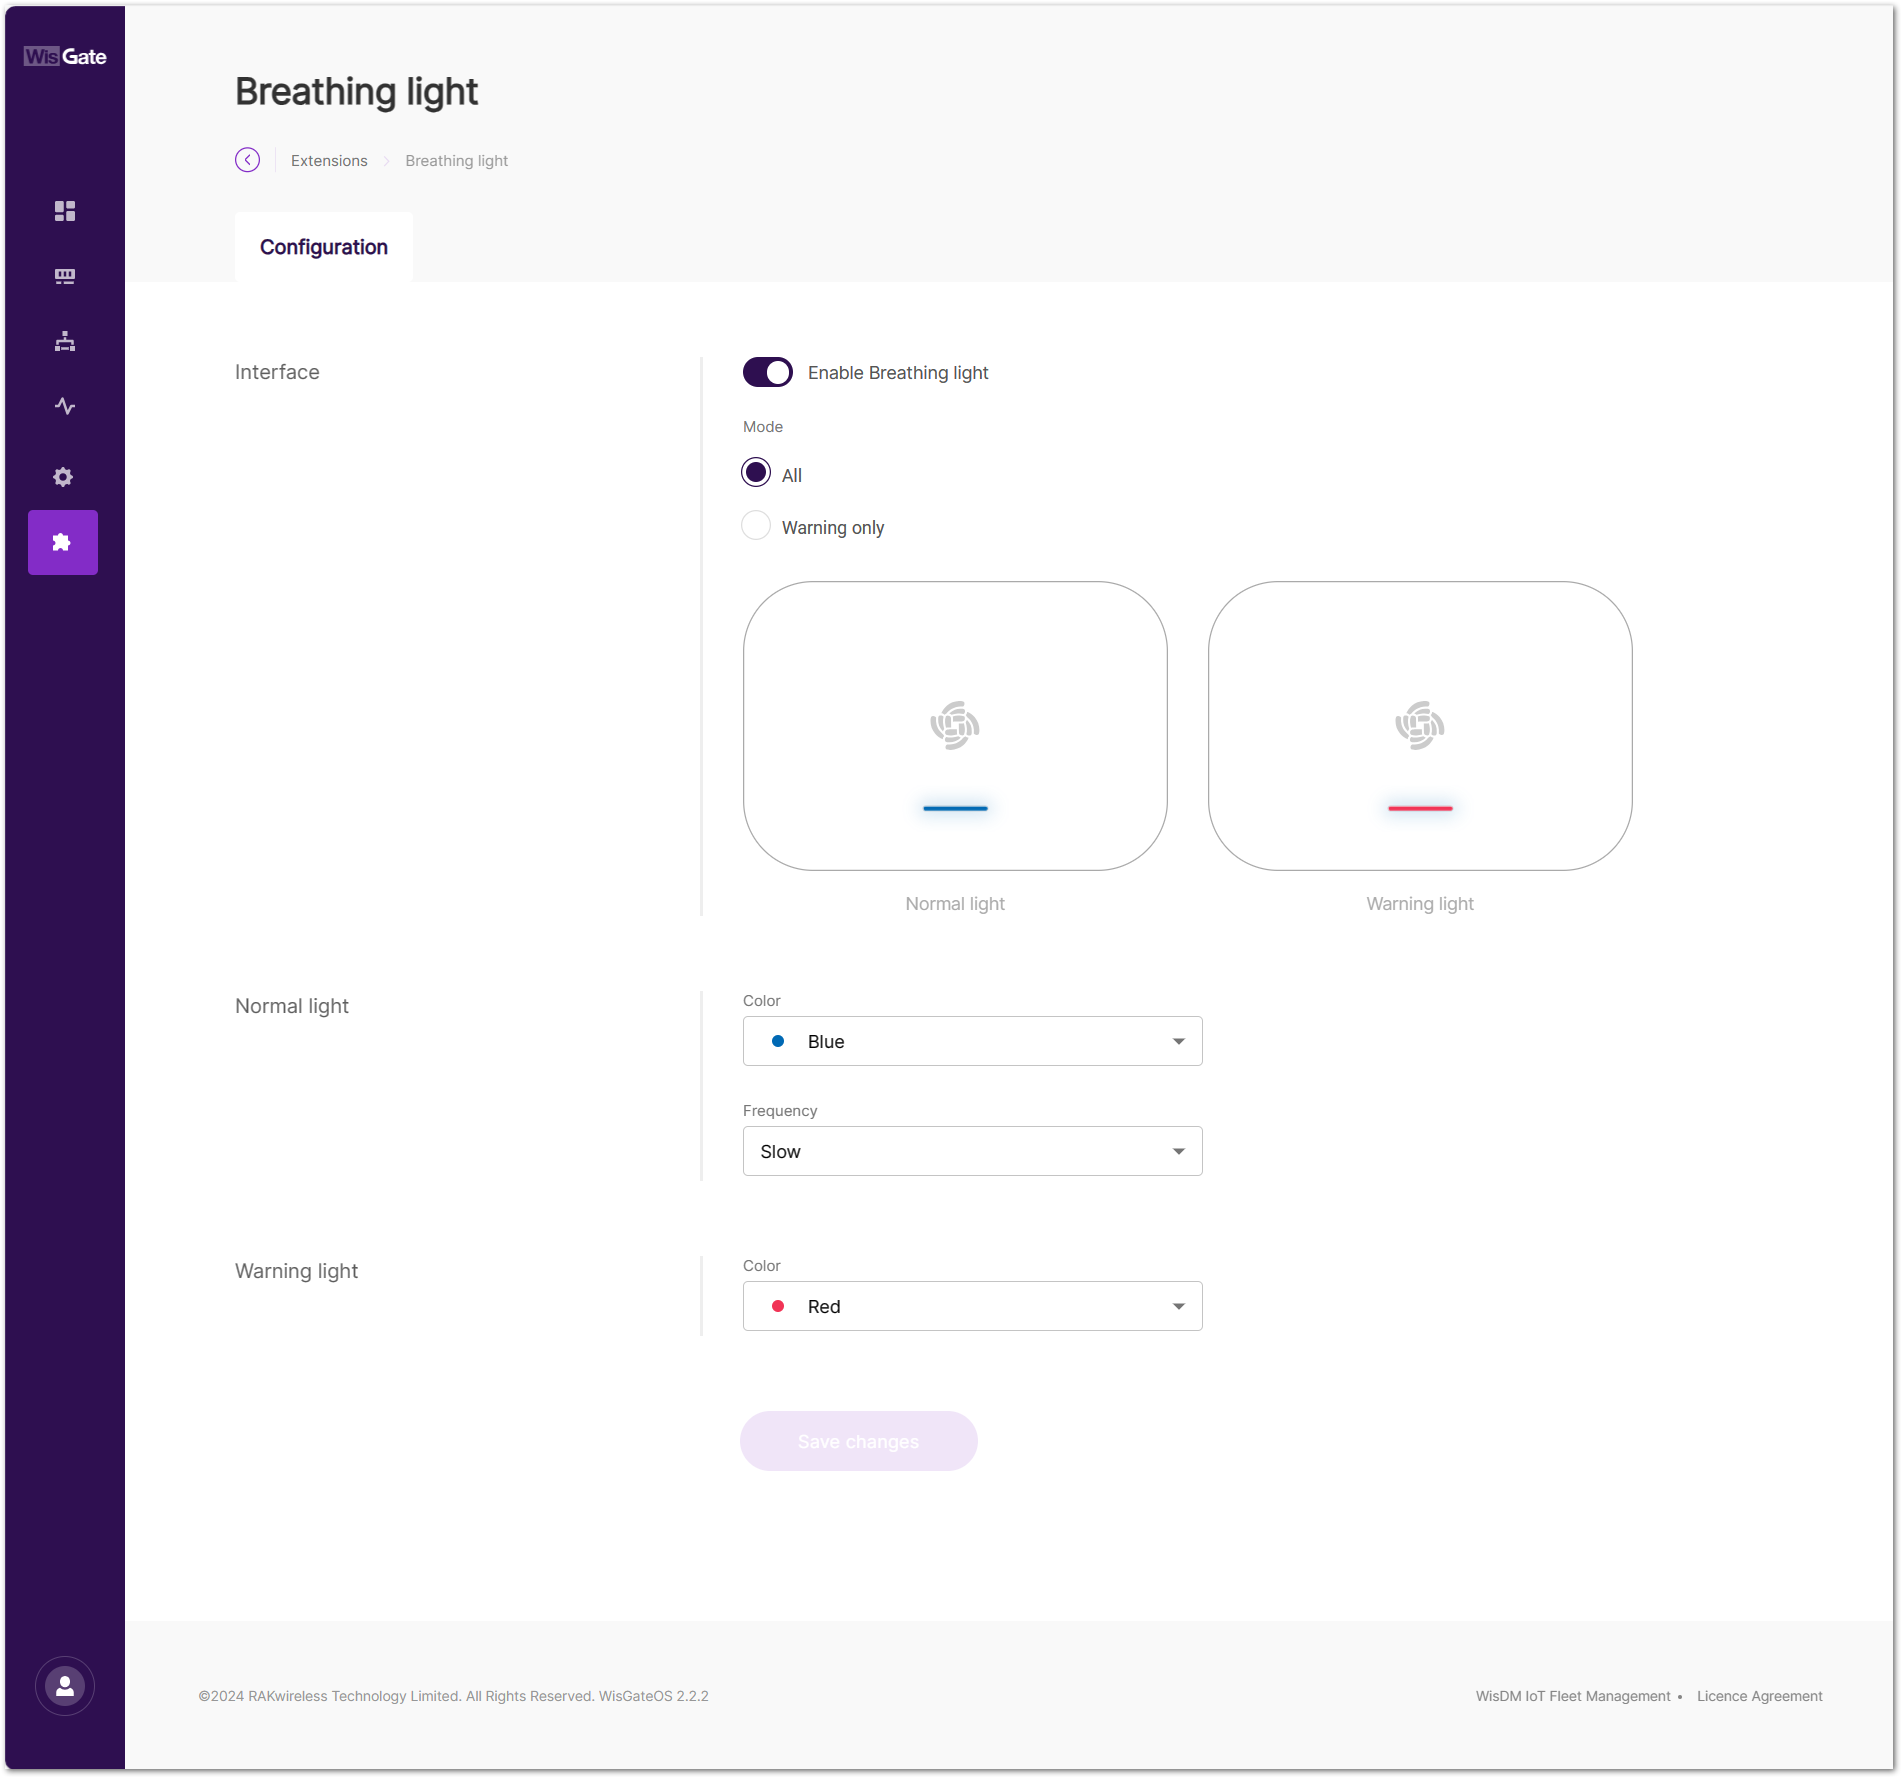 WisGate
Breathing light
Extensions
Breathing light
Configuration
Interface
Enable Breathing light
Mode
All
Warning only
Normal light
Warning light
Normal light
Color
Blue
Frequency
Slow
Warning light
Color
Red
Save changes
©2024 RAKwireless Technology Limited. All Rights Reserved. WisGateOS 2.2.2
WisDM IoT Fleet Management • Licence Agreement